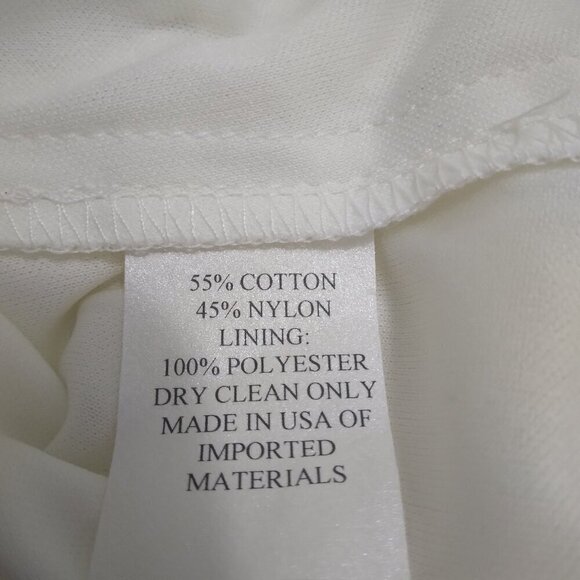 55% COTTON
45% NYLON
LINING:
100% POLYESTER
DRY CLEAN ONLY
MADE IN USA OF
IMPORTED
MATERIALS